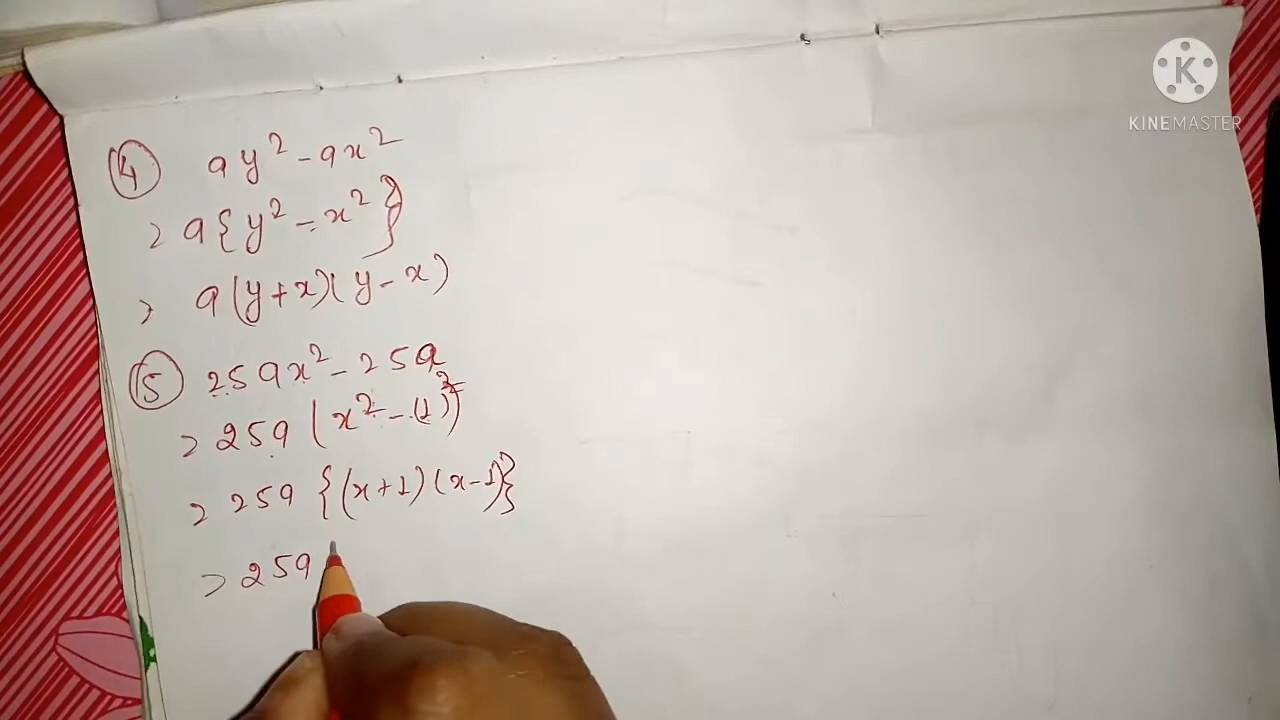 ④ ay² - ax²
> a{y² - x²}
> a(y+x)(y-x)
⑤ 25ax² - 25a
> 25a (x² - (1)²)
> 25a {(x+1)(x-1)}
> 25a
K
KINEMASTER